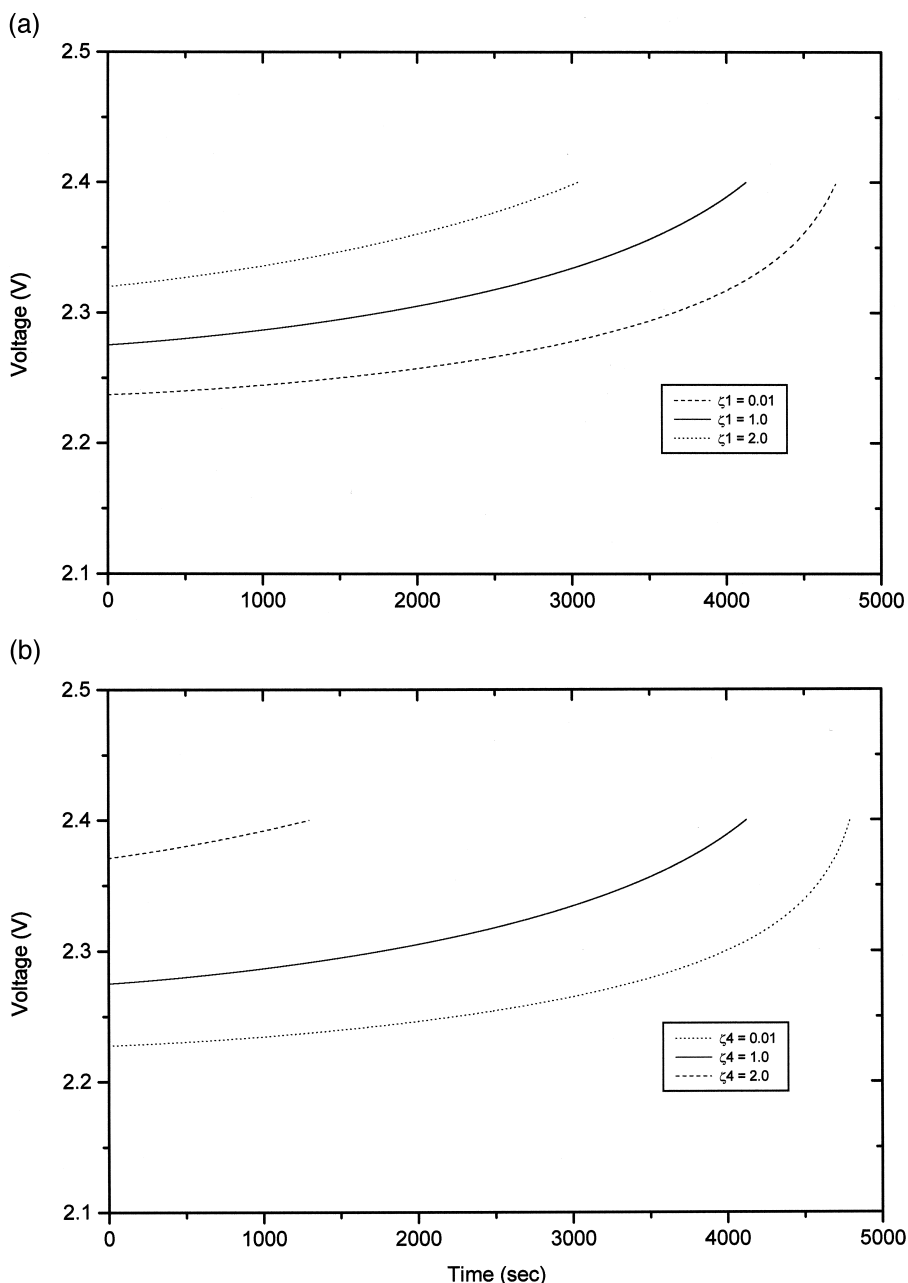 (a)
2.5
2.4
2.3
2.2
2.1
Voltage (V)
0 1000 2000 3000 4000 5000
ζ1 = 0.01
ζ1 = 1.0
ζ1 = 2.0
(b)
2.5
2.4
2.3
2.2
2.1
Voltage (V)
0 1000 2000 3000 4000 5000
Time (sec)
ζ4 = 0.01
ζ4 = 1.0
ζ4 = 2.0